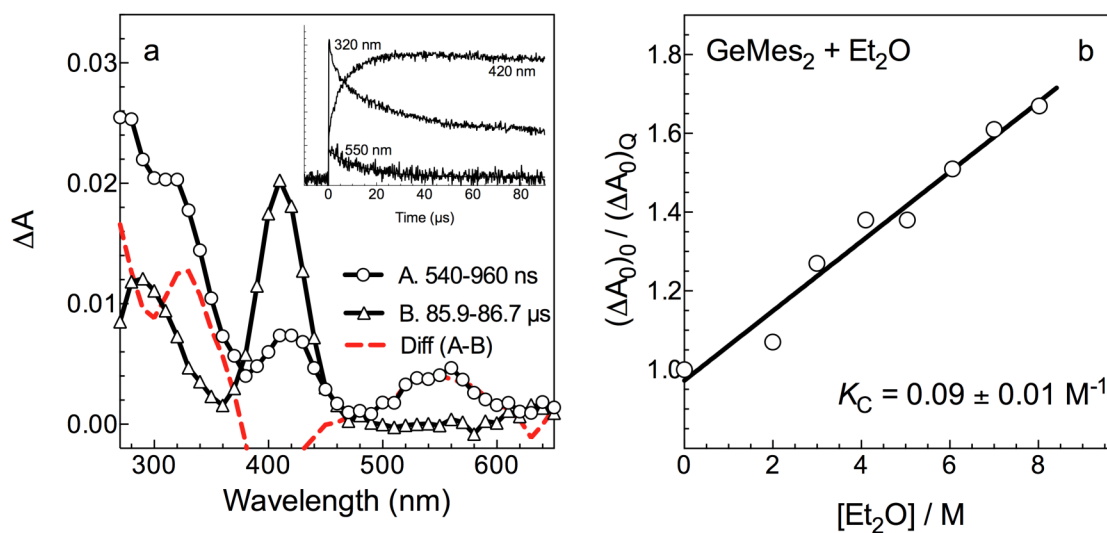 a
0.03
0.02
0.01
0.00
ΔA
300
400
500
600
Wavelength (nm)
320 nm
420 nm
550 nm
0
20
40
60
80
Time (µs)
A. 540-960 ns
B. 85.9-86.7 µs
Diff (A-B)
GeMes₂ + Et₂O
b
1.8
1.6
1.4
1.2
1.0
(ΔA₀)₀ / (ΔA₀)Q
K_C = 0.09 ± 0.01 M⁻¹
0
2
4
6
8
[Et₂O] / M